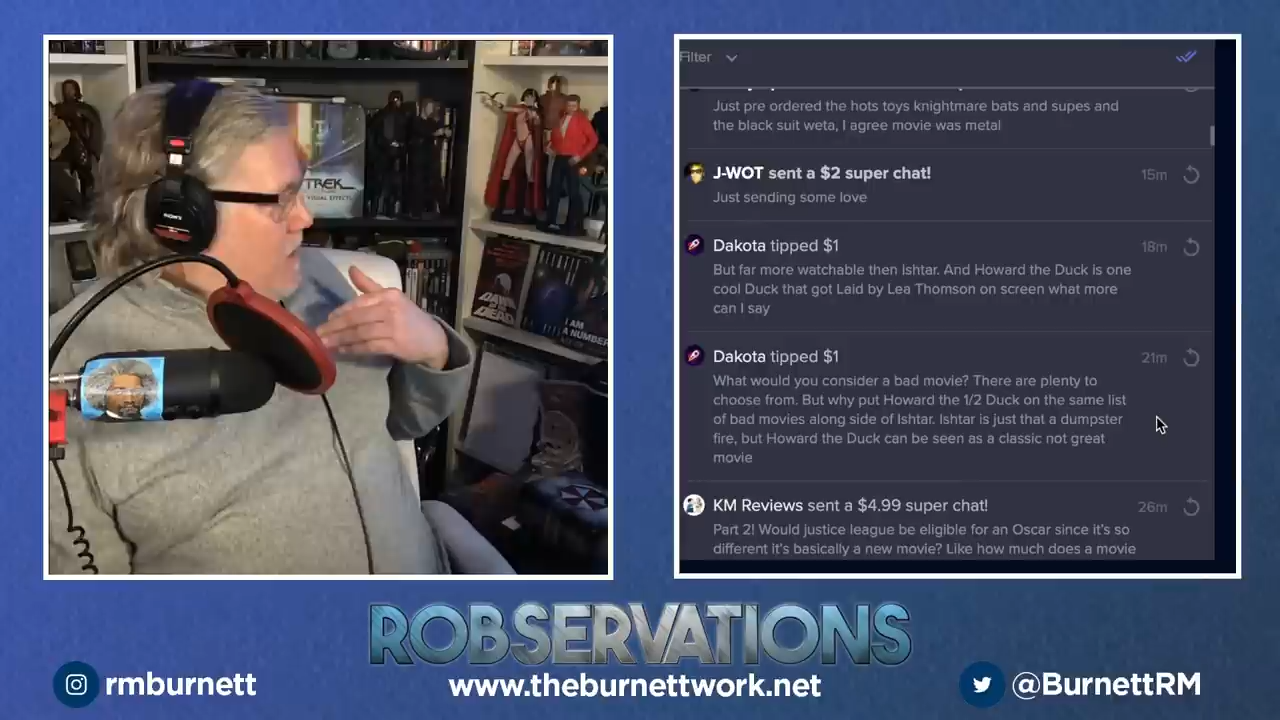 Filter
Just pre ordered the hots toys knightmare bats and supes and
the black suit weta, I agree movie was metal
J-WOT sent a $2 super chat!
15m
Just sending some love
Dakota tipped $1
18m
But far more watchable then Ishtar. And Howard the Duck is one
cool Duck that got Laid by Lea Thomson on screen what more
can I say
Dakota tipped $1
21m
What would you consider a bad movie? There are plenty to
choose from. But why put Howard the 1/2 Duck on the same list
of bad movies along side of Ishtar. Ishtar is just that a dumpster
fire, but Howard the Duck can be seen as a classic not great
movie
KM Reviews sent a $4.99 super chat!
26m
Part 2! Would justice league be eligible for an Oscar since it's so
different it's basically a new movie? Like how much does a movie
TREK
VISUAL EFFECTS
SONY
DAWN
OF THE
DEAD
I AM
A NUMBER
ROBSERVATIONS
rmburnett
www.theburnettwork.net
@BurnettRM